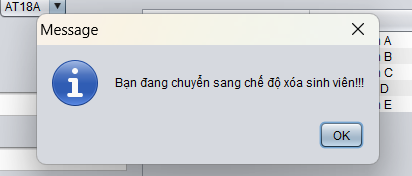 AT18A
Message
A
B
Bạn đang chuyển sang chế độ xóa sinh viên!!!
C
D
E
OK